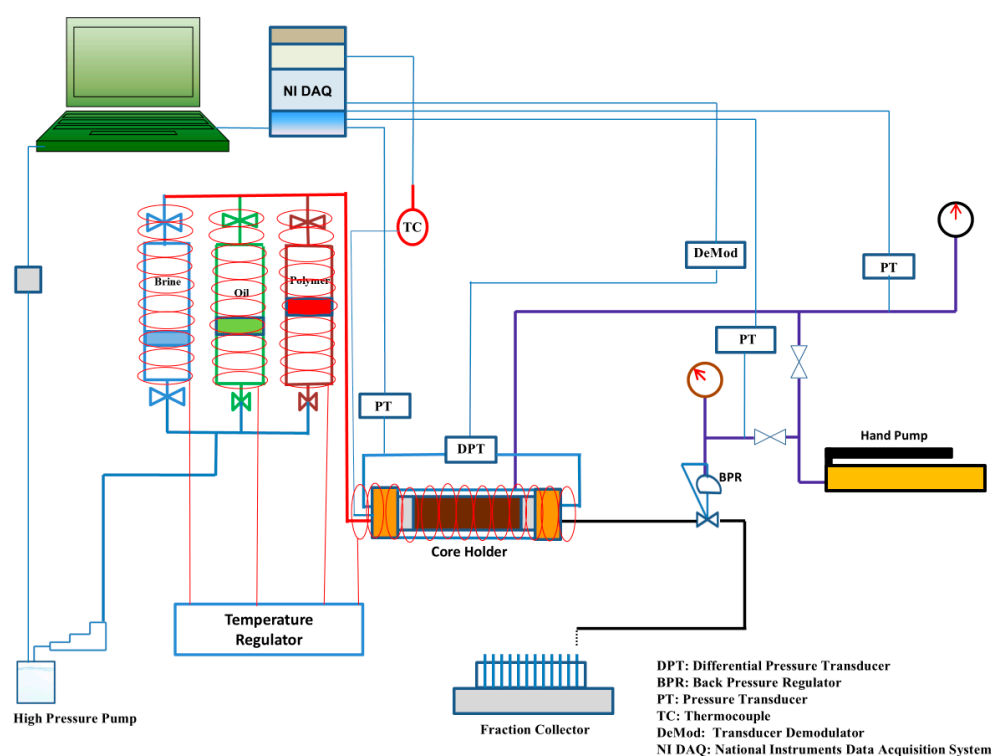 NI DAQ
TC
DeMod
PT
Brine
Oil
Polymer
PT
PT
DPT
Hand Pump
BPR
Core Holder
Temperature
Regulator
High Pressure Pump
Fraction Collector
DPT: Differential Pressure Transducer
BPR: Back Pressure Regulator
PT: Pressure Transducer
TC: Thermocouple
DeMod: Transducer Demodulator
NI DAQ: National Instruments Data Acquisition System